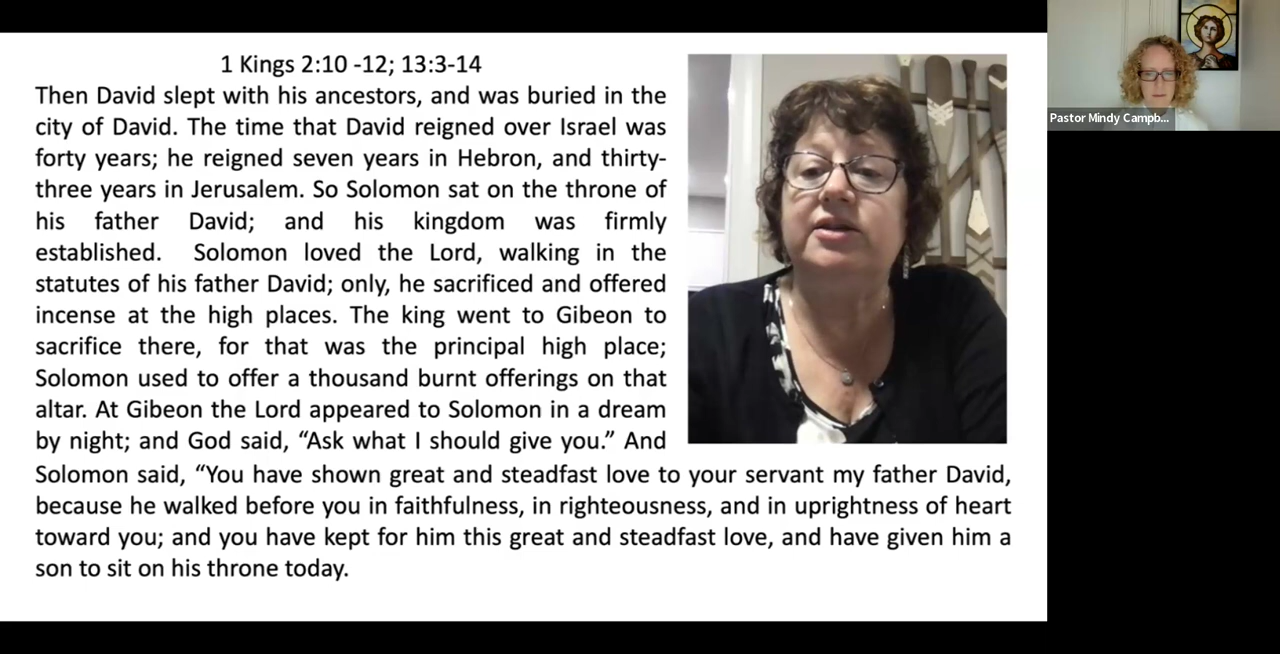 1 Kings 2:10 -12; 13:3-14
Then David slept with his ancestors, and was buried in the
city of David. The time that David reigned over Israel was
forty years; he reigned seven years in Hebron, and thirty-
three years in Jerusalem. So Solomon sat on the throne of
his father David; and his kingdom was firmly
established. Solomon loved the Lord, walking in the
statutes of his father David; only, he sacrificed and offered
incense at the high places. The king went to Gibeon to
sacrifice there, for that was the principal high place;
Solomon used to offer a thousand burnt offerings on that
altar. At Gibeon the Lord appeared to Solomon in a dream
by night; and God said, “Ask what I should give you.” And
Solomon said, “You have shown great and steadfast love to your servant my father David,
because he walked before you in faithfulness, in righteousness, and in uprightness of heart
toward you; and you have kept for him this great and steadfast love, and have given him a
son to sit on his throne today.
Pastor Mindy Campb...